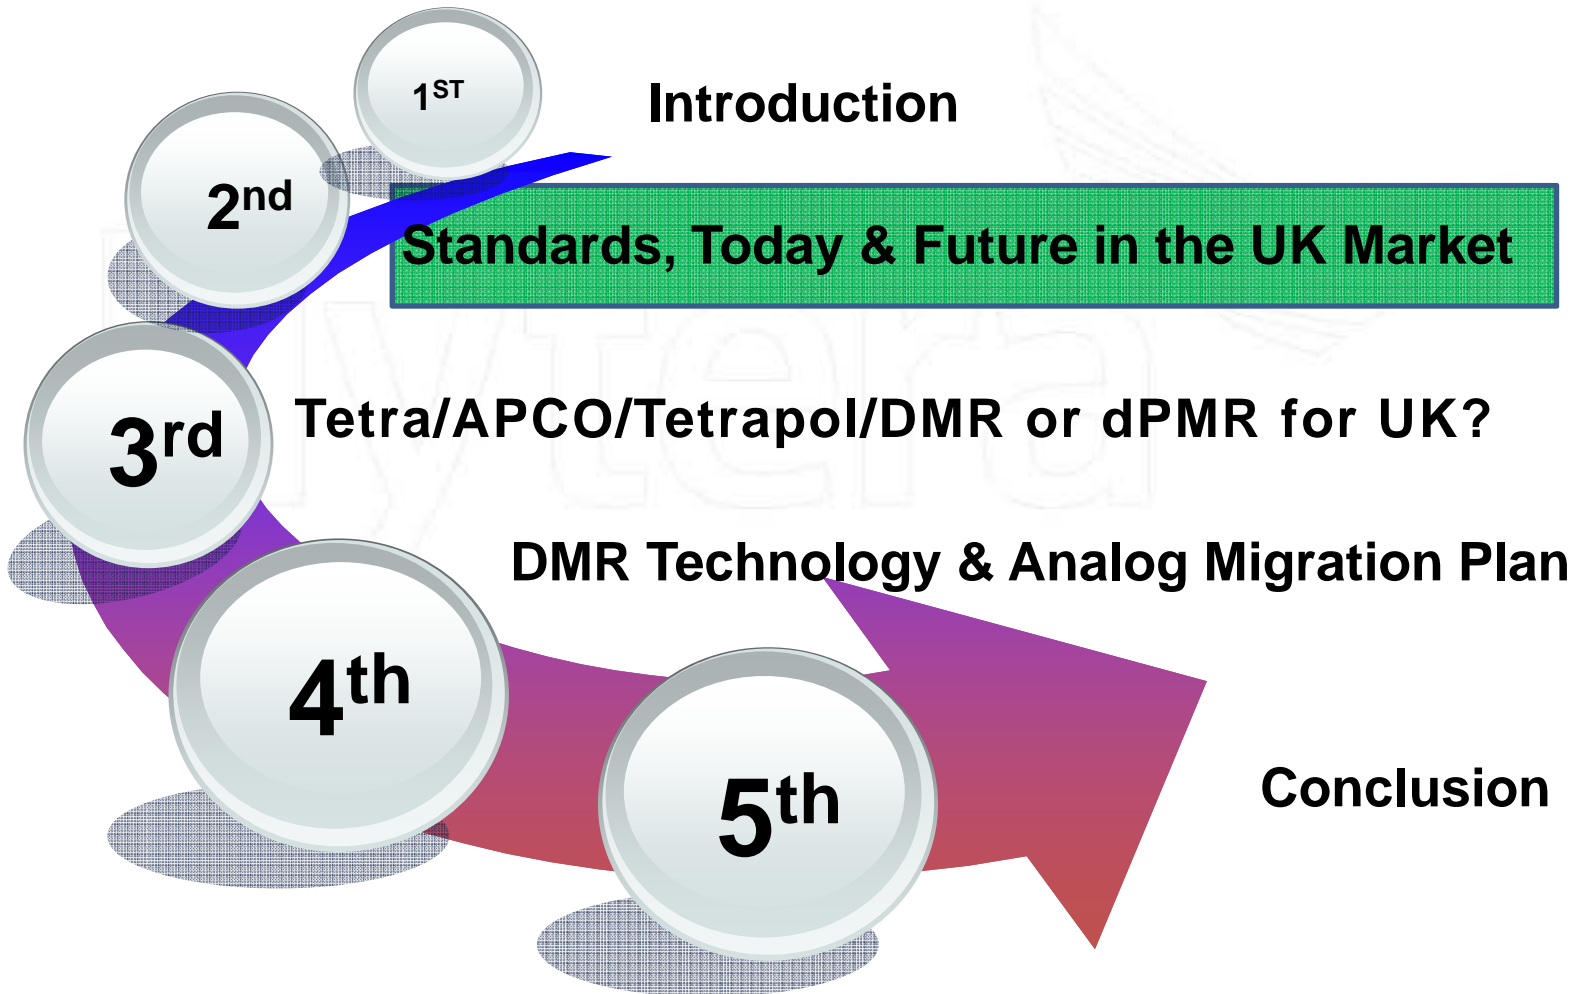 1ST
Introduction
2nd
Standards, Today & Future in the UK Market
3rd
Tetra/APCO/Tetrapol/DMR or dPMR for UK?
4th
DMR Technology & Analog Migration Plan
5th
Conclusion
Hytera